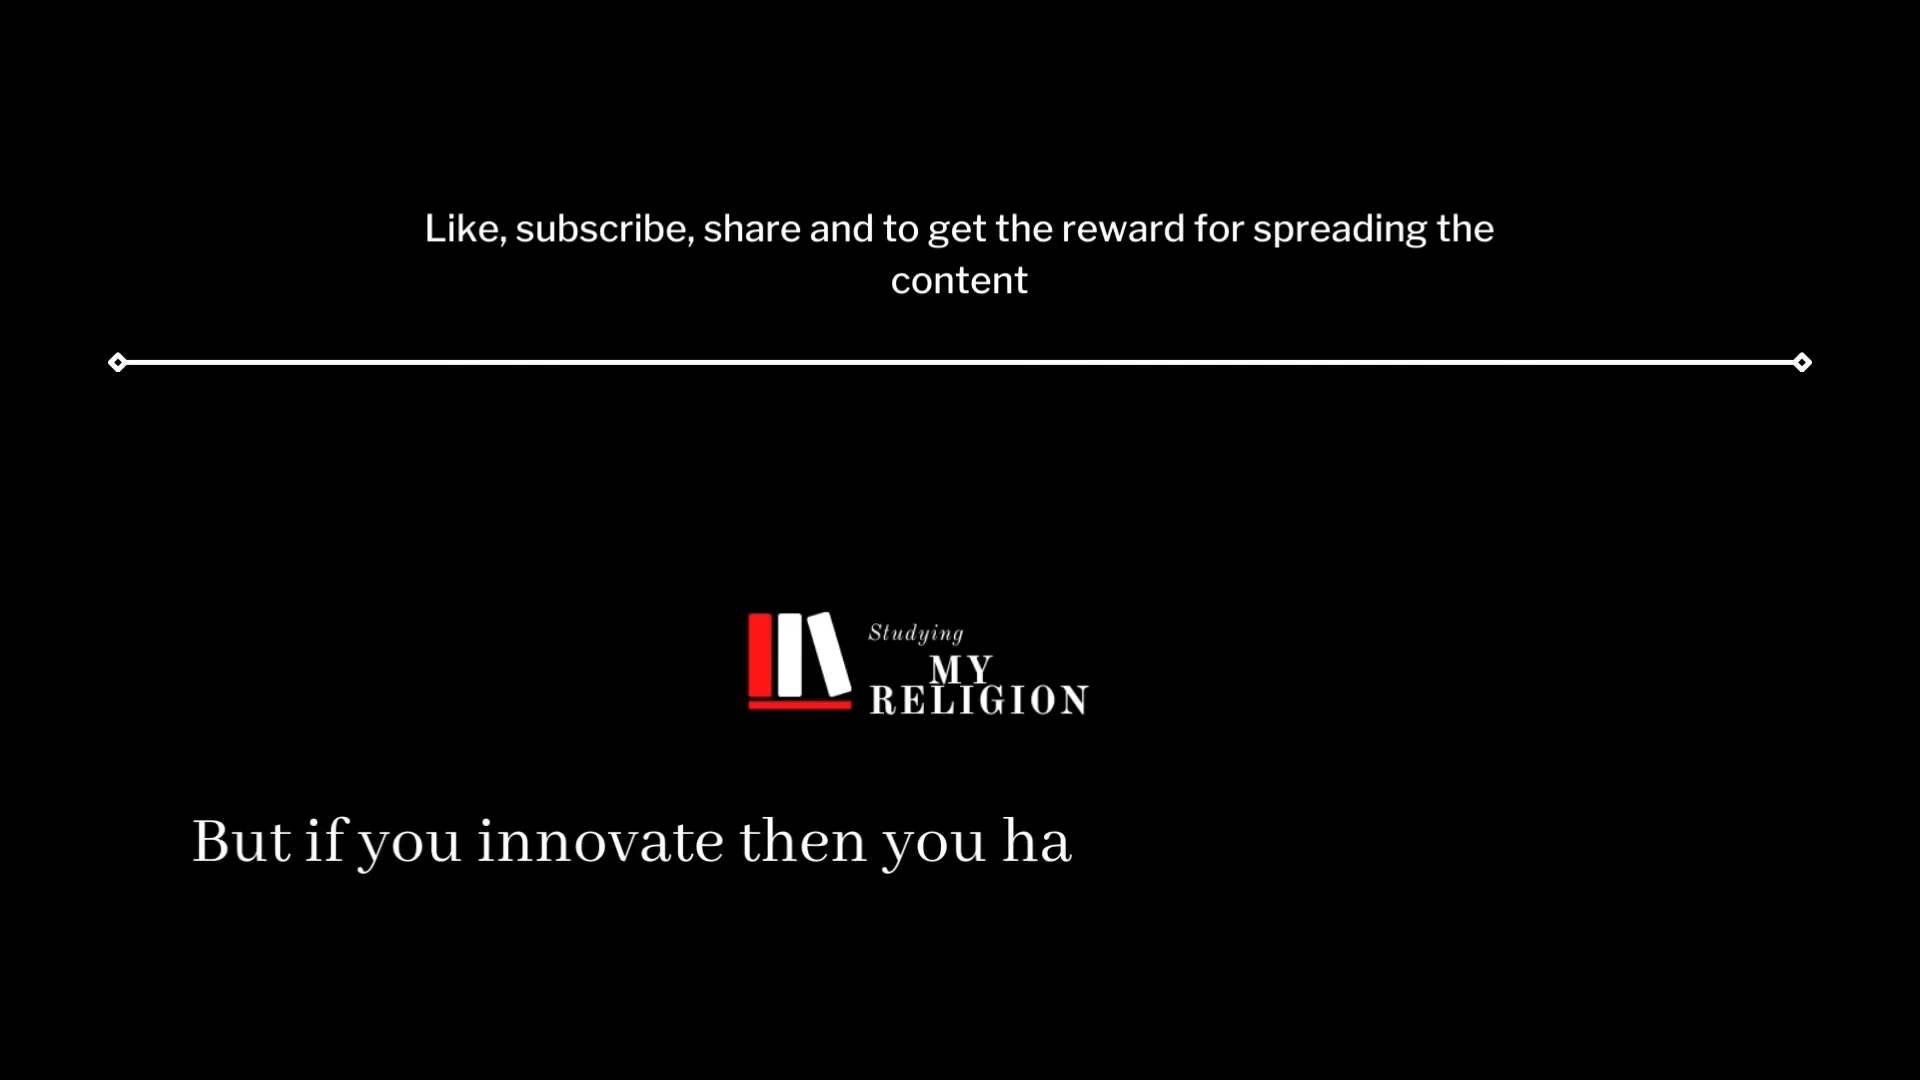 Like, subscribe, share and to get the reward for spreading the
content
Studying
MY
RELIGION
But if you innovate then you ha